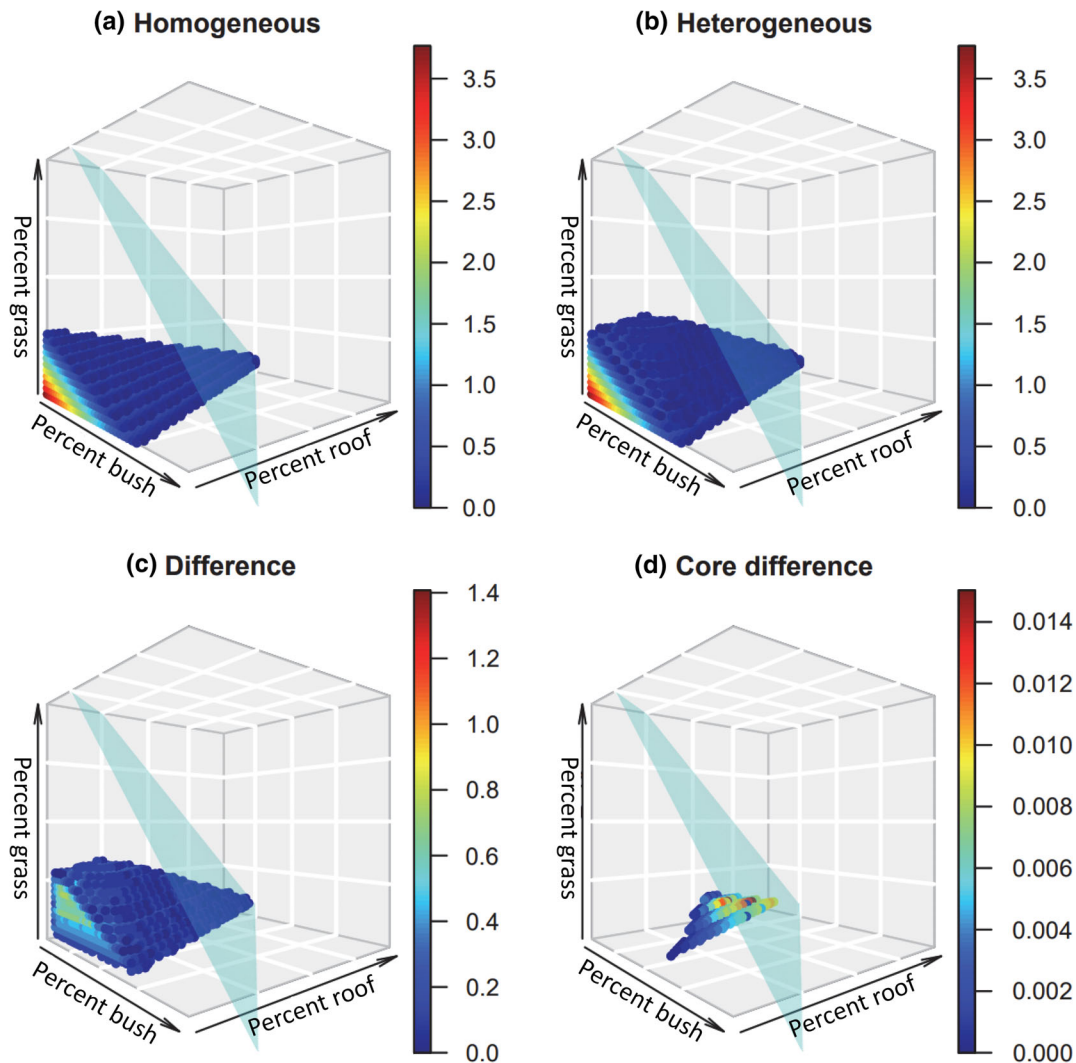 (a) Homogeneous
3.5
3.0
2.5
2.0
1.5
1.0
0.5
0.0
Percent grass
Percent bush
Percent roof
(b) Heterogeneous
3.5
3.0
2.5
2.0
1.5
1.0
0.5
0.0
Percent grass
Percent bush
Percent roof
(c) Difference
1.4
1.2
1.0
0.8
0.6
0.4
0.2
0.0
Percent grass
Percent bush
Percent roof
(d) Core difference
0.014
0.012
0.010
0.008
0.006
0.004
0.002
0.000
Percent grass
Percent bush
Percent roof